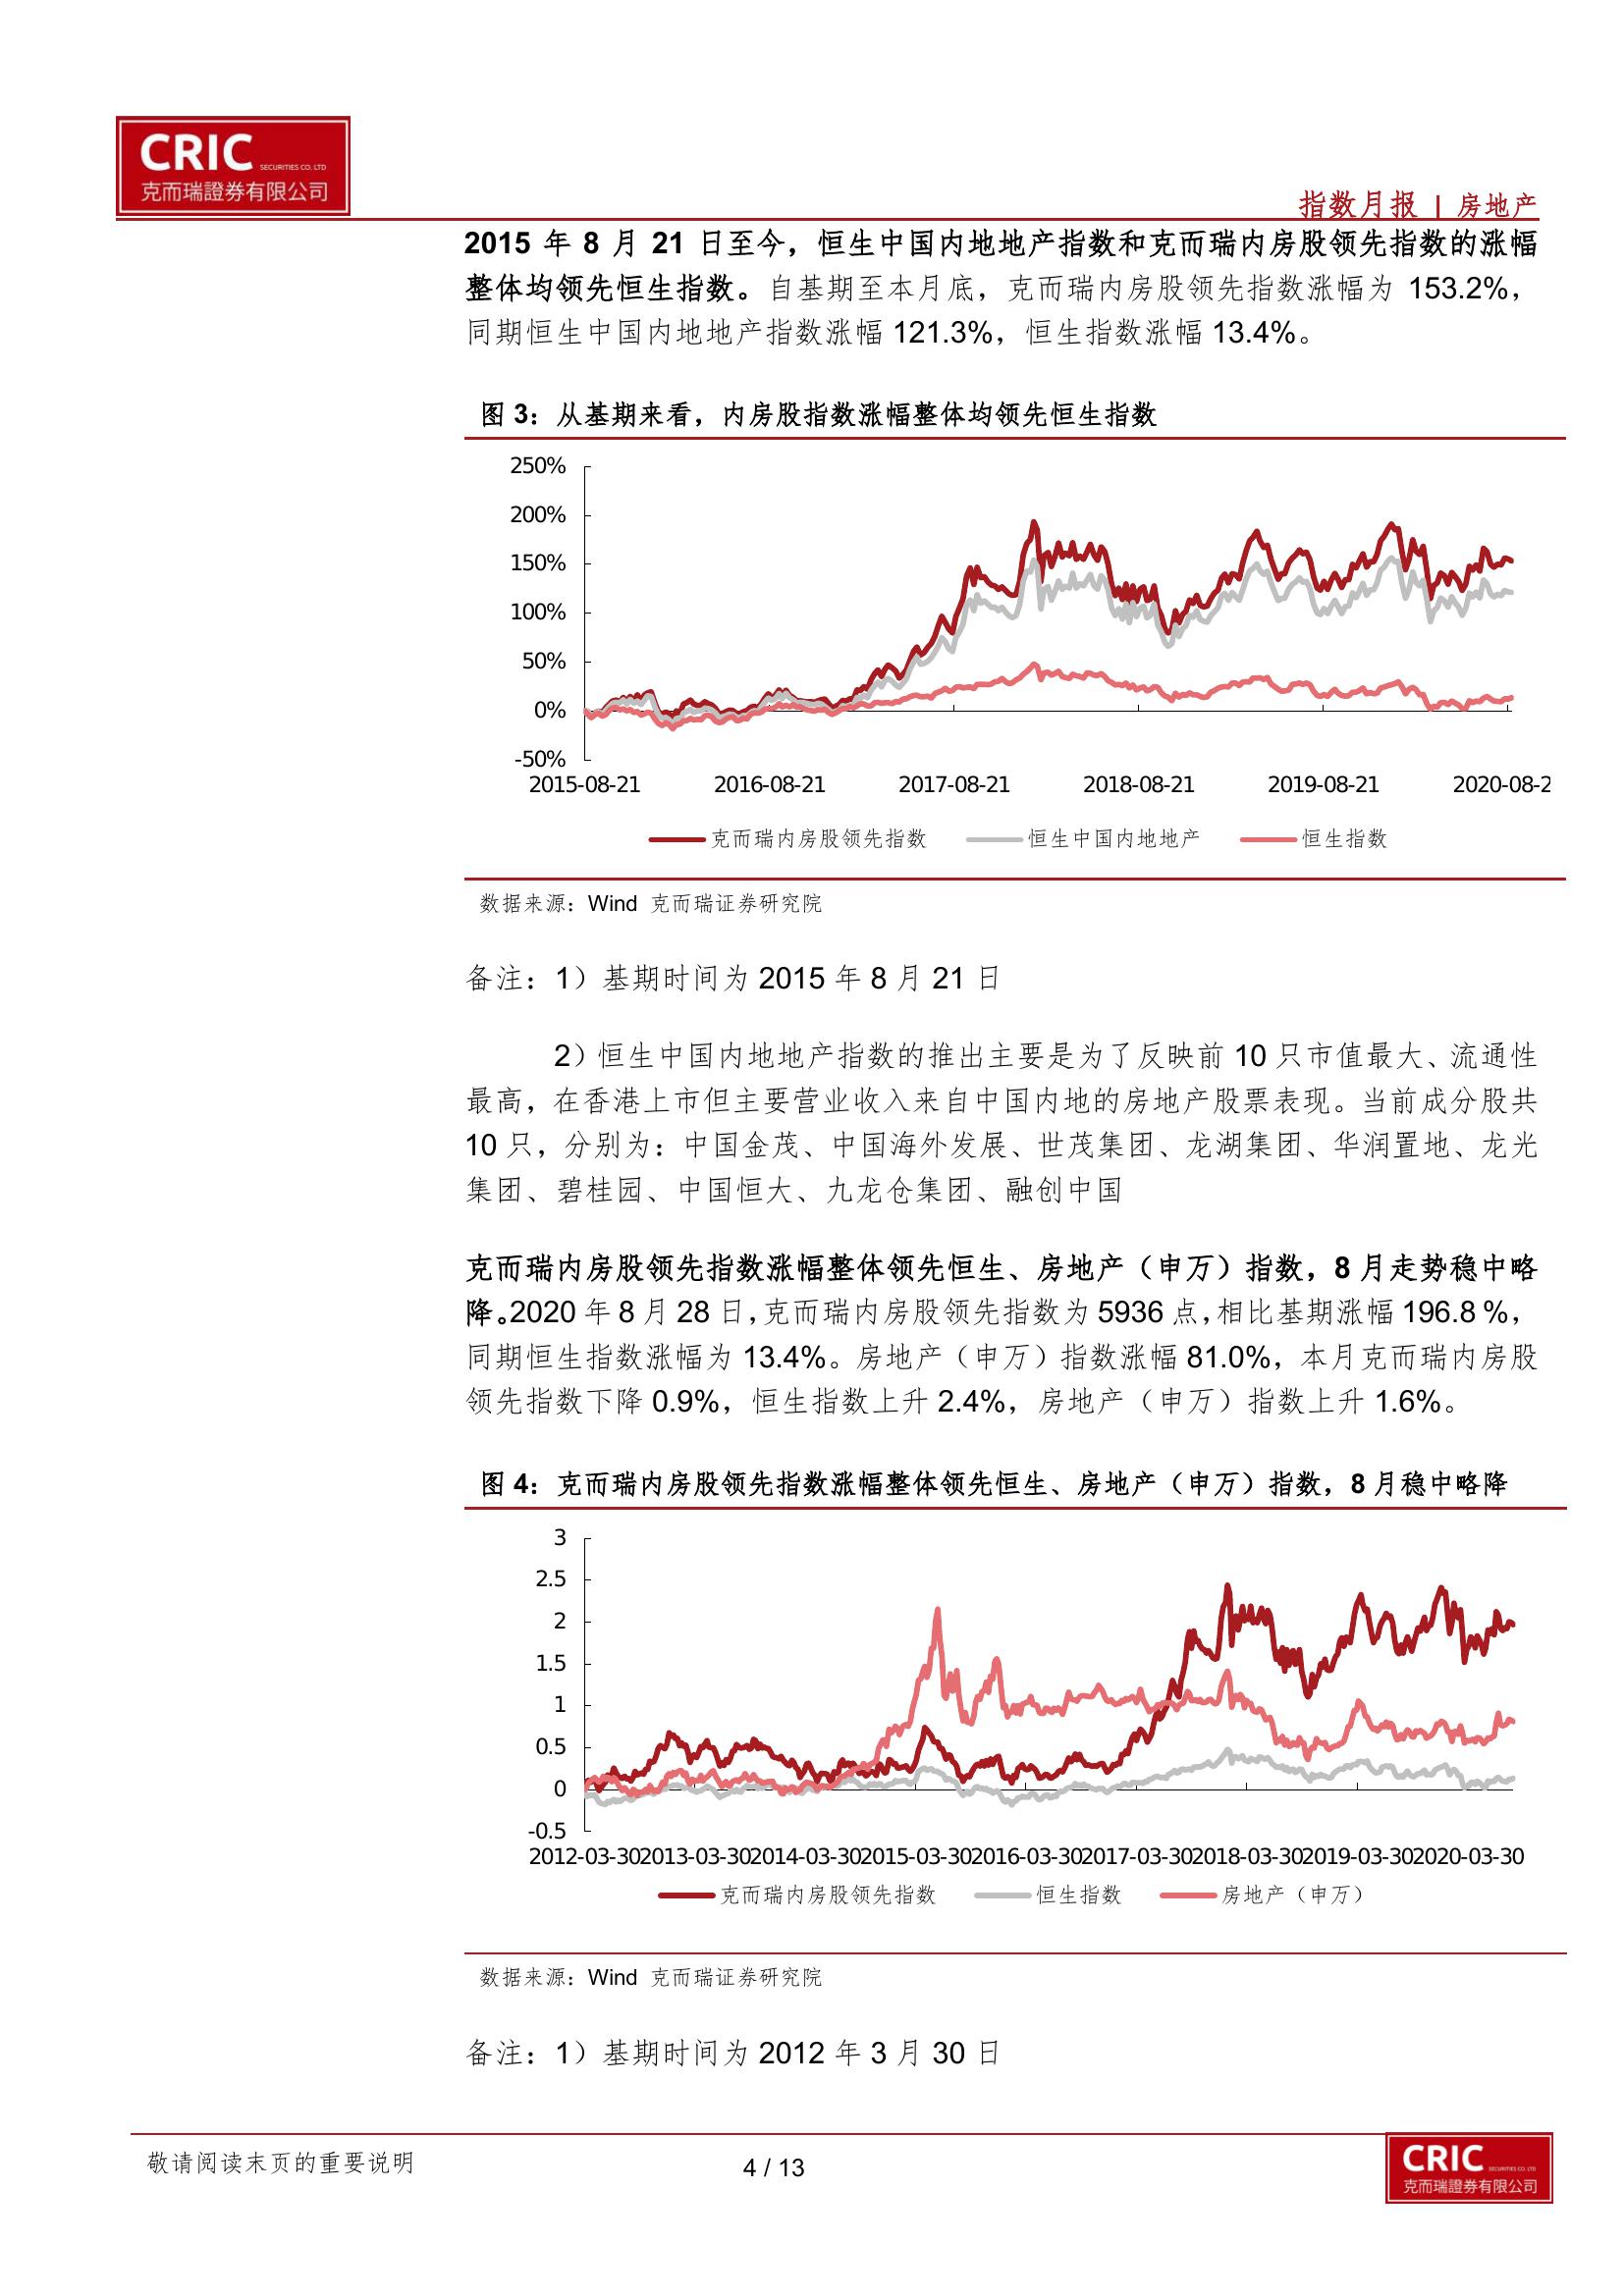 CRIC SECURITIES CO. LTD
克而瑞證券有限公司
指数月报 | 房地产
2015 年 8 月 21 日至今，恒生中国内地地产指数和克而瑞内房股领先指数的涨幅
整体均领先恒生指数。自基期至本月底，克而瑞内房股领先指数涨幅为 153.2%，
同期恒生中国内地地产指数涨幅 121.3%，恒生指数涨幅 13.4%。
图 3：从基期来看，内房股指数涨幅整体均领先恒生指数
250%
200%
150%
100%
50%
0%
-50%
2015-08-21 2016-08-21 2017-08-21 2018-08-21 2019-08-21 2020-08-2
克而瑞内房股领先指数 恒生中国内地地产 恒生指数
数据来源：Wind 克而瑞证券研究院
备注：1）基期时间为 2015 年 8 月 21 日
2）恒生中国内地地产指数的推出主要是为了反映前 10 只市值最大、流通性
最高，在香港上市但主要营业收入来自中国内地的房地产股票表现。当前成分股共
10 只，分别为：中国金茂、中国海外发展、世茂集团、龙湖集团、华润置地、龙光
集团、碧桂园、中国恒大、九龙仓集团、融创中国
克而瑞内房股领先指数涨幅整体领先恒生、房地产（申万）指数，8 月走势稳中略
降。2020 年 8 月 28 日，克而瑞内房股领先指数为 5936 点，相比基期涨幅 196.8 %，
同期恒生指数涨幅为 13.4%。房地产（申万）指数涨幅 81.0%，本月克而瑞内房股
领先指数下降 0.9%，恒生指数上升 2.4%，房地产（申万）指数上升 1.6%。
图 4：克而瑞内房股领先指数涨幅整体领先恒生、房地产（申万）指数，8 月稳中略降
3
2.5
2
1.5
1
0.5
0
-0.5
2012-03-30 2013-03-30 2014-03-30 2015-03-30 2016-03-30 2017-03-30 2018-03-30 2019-03-30 2020-03-30
克而瑞内房股领先指数 恒生指数 房地产（申万）
数据来源：Wind 克而瑞证券研究院
备注：1）基期时间为 2012 年 3 月 30 日
敬请阅读末页的重要说明
4 / 13
CRIC SECURITIES CO. LTD
克而瑞證券有限公司